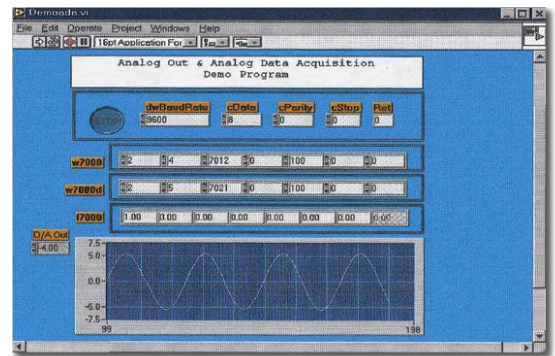 Demoada.vi
File Edit Operate Project Windows Help
16pt Application For
Analog Out & Analog Data Acquisition
Demo Program
STOP
dwBaudRate cData cParity cStop Ret
9600 8 0 0 0
w7000 2 4 7012 0 100 0 0
w7000d 2 5 7021 0 100 0 0
f7000 1.00 0.00 0.00 0.00 0.00 0.00 0.00 0.00
D/A Out
-4.00
7.5
5.0
0.0
-5.0
-7.5
99 198